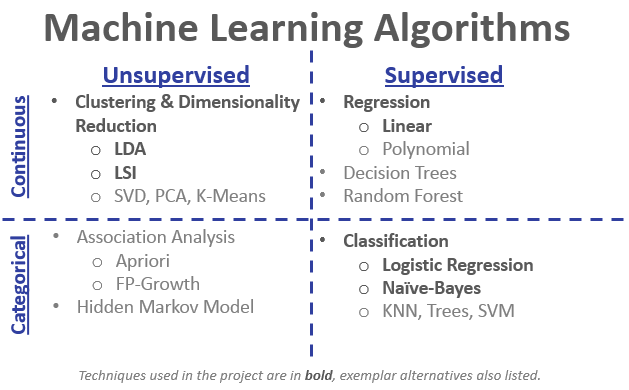 Machine Learning Algorithms
Unsupervised
Supervised
Continuous
• Clustering & Dimensionality
Reduction
o LDA
o LSI
o SVD, PCA, K-Means
• Regression
o Linear
o Polynomial
• Decision Trees
• Random Forest
Categorical
• Association Analysis
o Apriori
o FP-Growth
• Hidden Markov Model
• Classification
o Logistic Regression
o Naïve-Bayes
o KNN, Trees, SVM
Techniques used in the project are in bold, exemplar alternatives also listed.